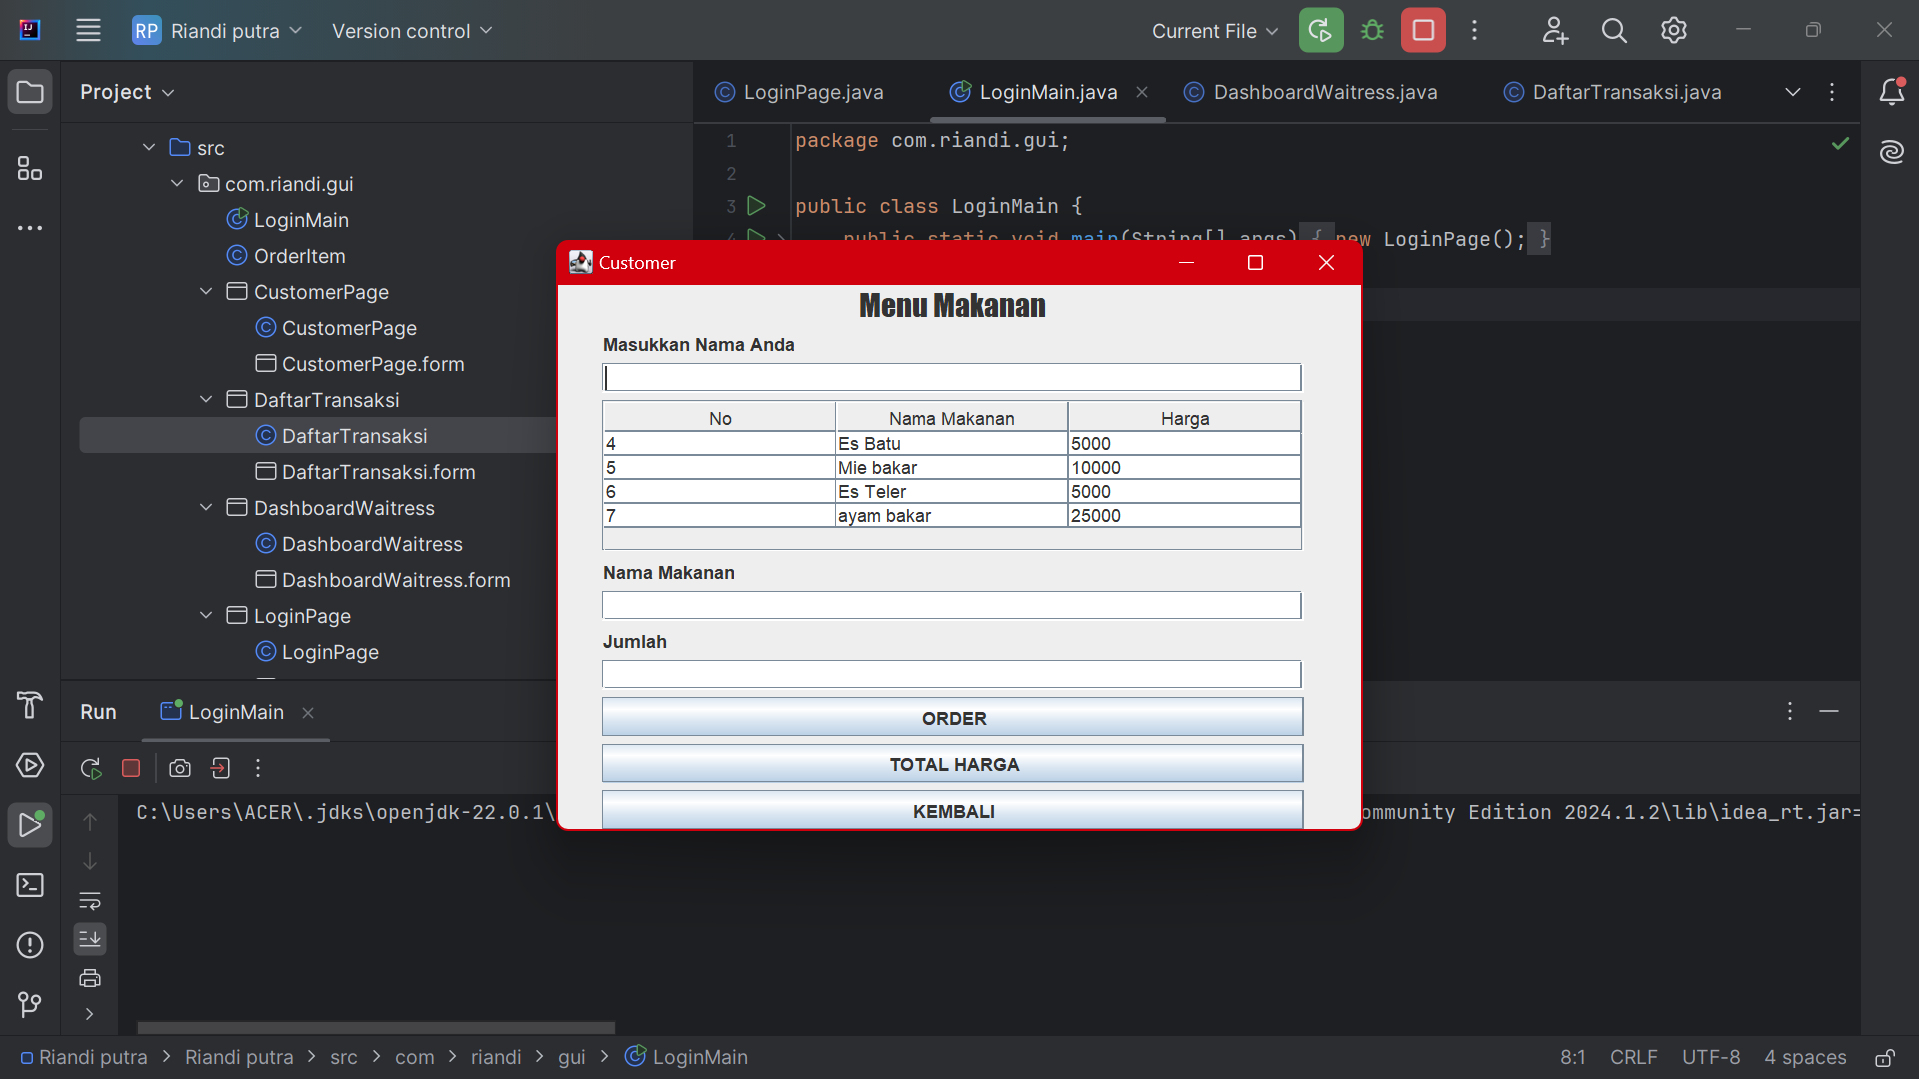 RP Riandi putra Version control Current File
Project
LoginPage.java LoginMain.java DashboardWaitress.java DaftarTransaksi.java
src
com.riandi.gui
LoginMain
OrderItem
CustomerPage
CustomerPage
CustomerPage.form
DaftarTransaksi
DaftarTransaksi
DaftarTransaksi.form
DashboardWaitress
DashboardWaitress
DashboardWaitress.form
LoginPage
LoginPage
1 package com.riandi.gui;
2
3 public class LoginMain {
4 public static void main(String[] args) { new LoginPage(); }
Customer
Menu Makanan
Masukkan Nama Anda
No Nama Makanan Harga
4 Es Batu 5000
5 Mie bakar 10000
6 Es Teler 5000
7 ayam bakar 25000
Nama Makanan
Jumlah
ORDER
TOTAL HARGA
KEMBALI
Run LoginMain
C:\Users\ACER\.jdks\openjdk-22.0.1\ ommunity Edition 2024.1.2\lib\idea_rt.jar=
Riandi putra > Riandi putra > src > com > riandi > gui > LoginMain
8:1 CRLF UTF-8 4 spaces